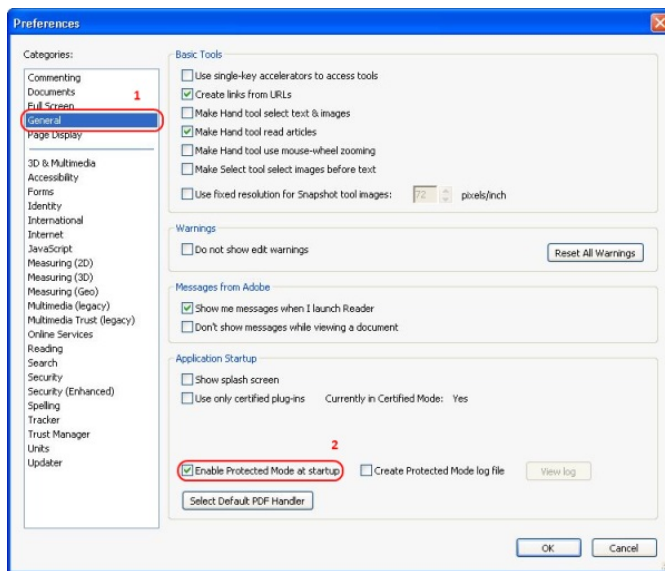 Preferences
Categories:
Commenting
Documents
Full Screen
1
General
Page Display
3D & Multimedia
Accessibility
Forms
Identity
International
Internet
JavaScript
Measuring (2D)
Measuring (3D)
Measuring (Geo)
Multimedia (legacy)
Multimedia Trust (legacy)
Online Services
Reading
Search
Security
Security (Enhanced)
Spelling
Tracker
Trust Manager
Units
Updater
Basic Tools
Use single-key accelerators to access tools
Create links from URLs
Make Hand tool select text & images
Make Hand tool read articles
Make Hand tool use mouse-wheel zooming
Make Select tool select images before text
Use fixed resolution for Snapshot tool images: 72 pixels/inch
Warnings
Do not show edit warnings Reset All Warnings
Messages from Adobe
Show me messages when I launch Reader
Don't show messages while viewing a document
Application Startup
Show splash screen
Use only certified plug-ins Currently in Certified Mode: Yes
2
Enable Protected Mode at startup Create Protected Mode log file View log
Select Default PDF Handler
OK Cancel